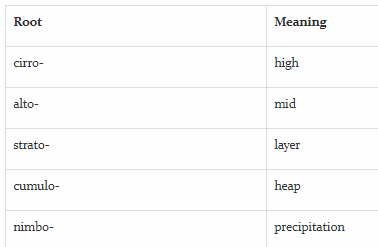 Root Meaning
cirro- high
alto- mid
strato- layer
cumulo- heap
nimbo- precipitation